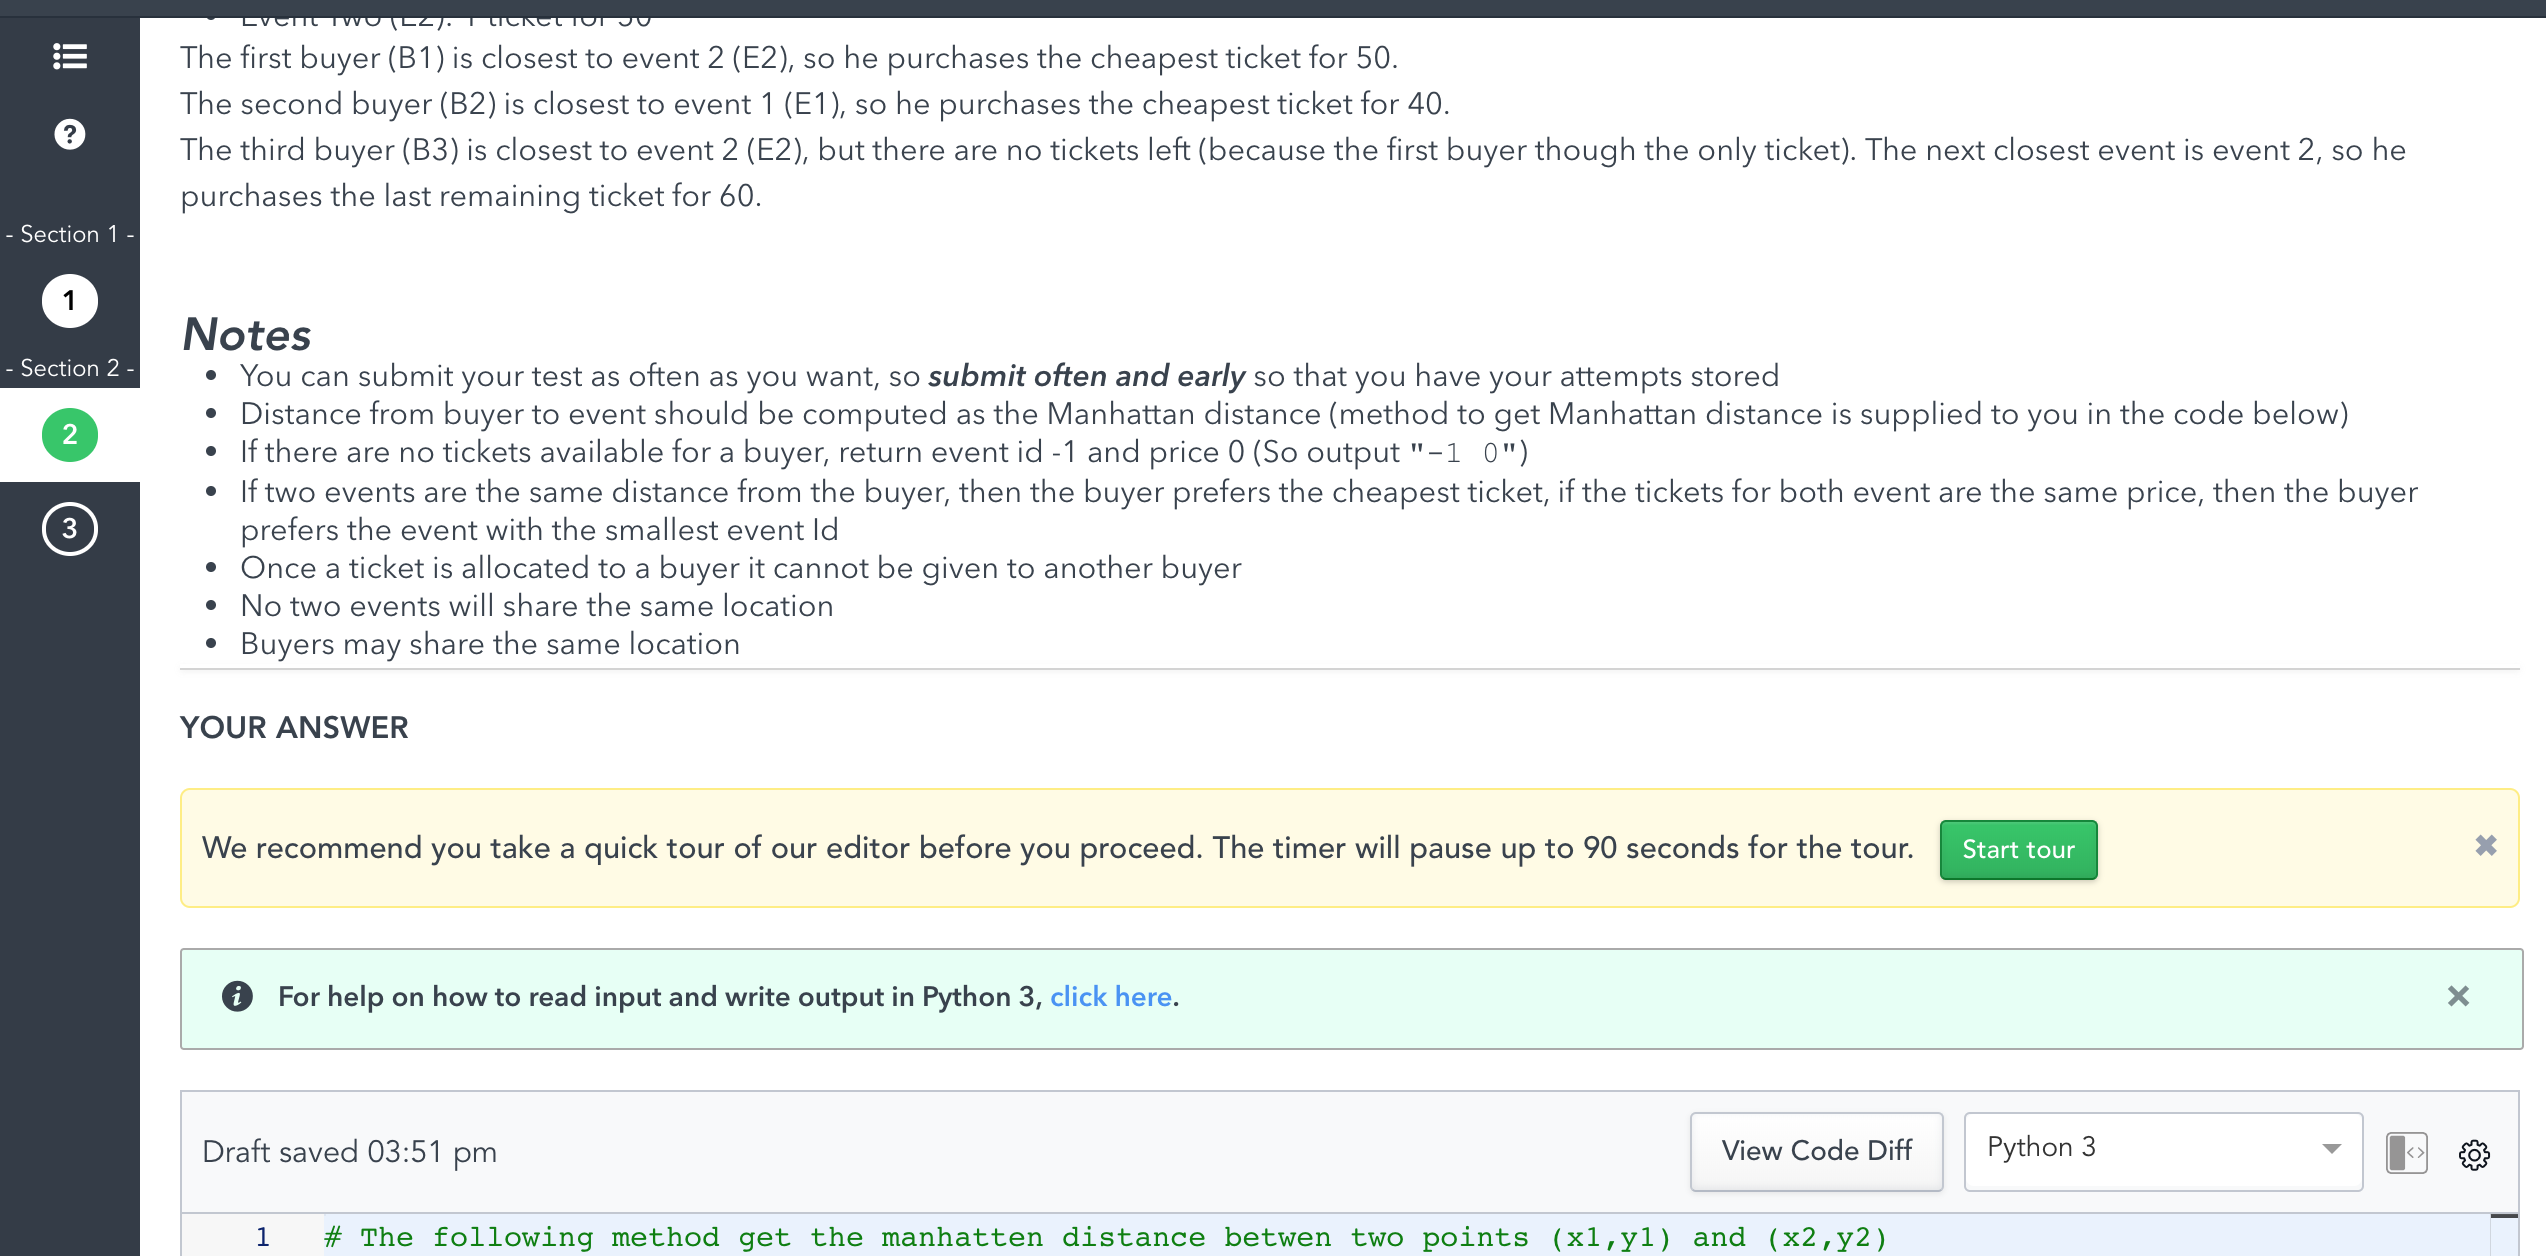 Event Two (E2): 1 ticket for 50
The first buyer (B1) is closest to event 2 (E2), so he purchases the cheapest ticket for 50.
The second buyer (B2) is closest to event 1 (E1), so he purchases the cheapest ticket for 40.
The third buyer (B3) is closest to event 2 (E2), but there are no tickets left (because the first buyer though the only ticket). The next closest event is event 2, so he
purchases the last remaining ticket for 60.
- Section 1 -
1
- Section 2 -
2
3
Notes
• You can submit your test as often as you want, so submit often and early so that you have your attempts stored
• Distance from buyer to event should be computed as the Manhattan distance (method to get Manhattan distance is supplied to you in the code below)
• If there are no tickets available for a buyer, return event id -1 and price 0 (So output "-1 0")
• If two events are the same distance from the buyer, then the buyer prefers the cheapest ticket, if the tickets for both event are the same price, then the buyer
prefers the event with the smallest event Id
• Once a ticket is allocated to a buyer it cannot be given to another buyer
• No two events will share the same location
• Buyers may share the same location
YOUR ANSWER
We recommend you take a quick tour of our editor before you proceed. The timer will pause up to 90 seconds for the tour. Start tour
For help on how to read input and write output in Python 3, click here.
Draft saved 03:51 pm
View Code Diff
Python 3
1 # The following method get the manhatten distance betwen two points (x1,y1) and (x2,y2)